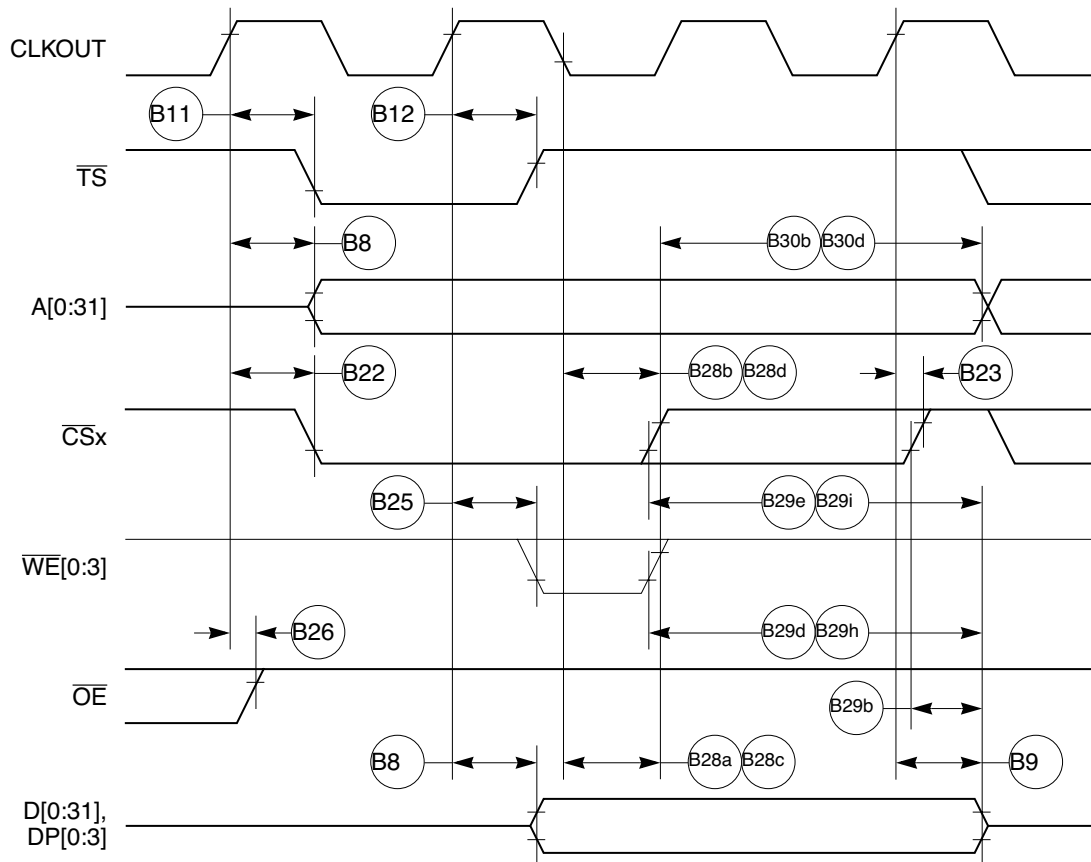 CLKOUT
B11
B12
TS
B8
B30b B30d
A[0:31]
B22
B28b B28d
B23
CSx
B25
B29e B29i
WE[0:3]
B26
B29d B29h
OE
B29b
B8
B28a B28c
B9
D[0:31],
DP[0:3]